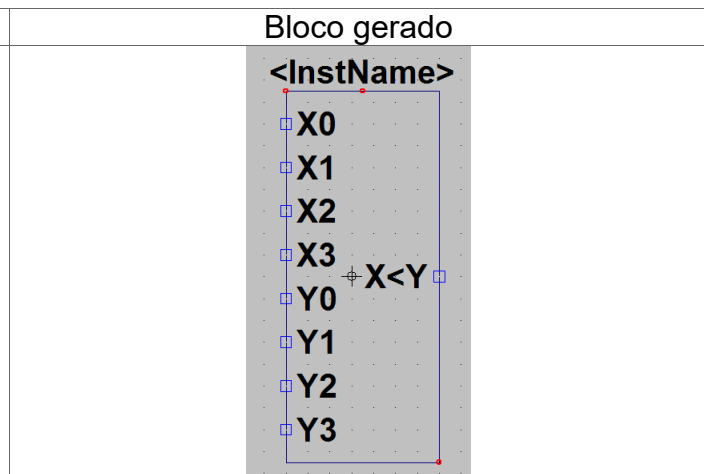 Bloco gerado
<InstName>
X0
X1
X2
X3
X<Y
Y0
Y1
Y2
Y3